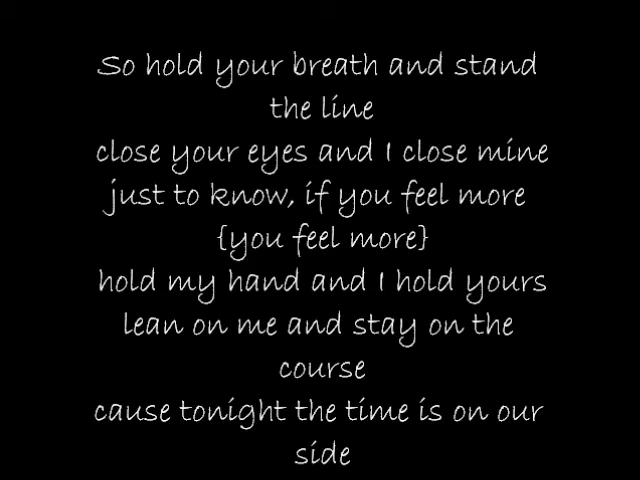 So hold your breath and stand
the line
close your eyes and I close mine
just to know, if you feel more
{you feel more}
hold my hand and I hold yours
lean on me and stay on the
course
cause tonight the time is on our
side